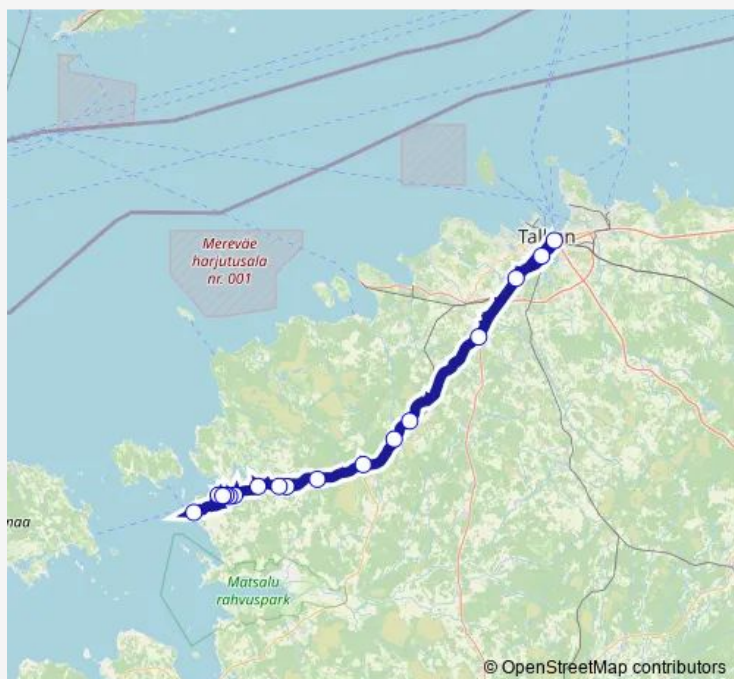 Tallinn
Mereväe
harjutusala
nr. 001
naa
Matsalu
rahvuspark
© OpenStreetMap contributors